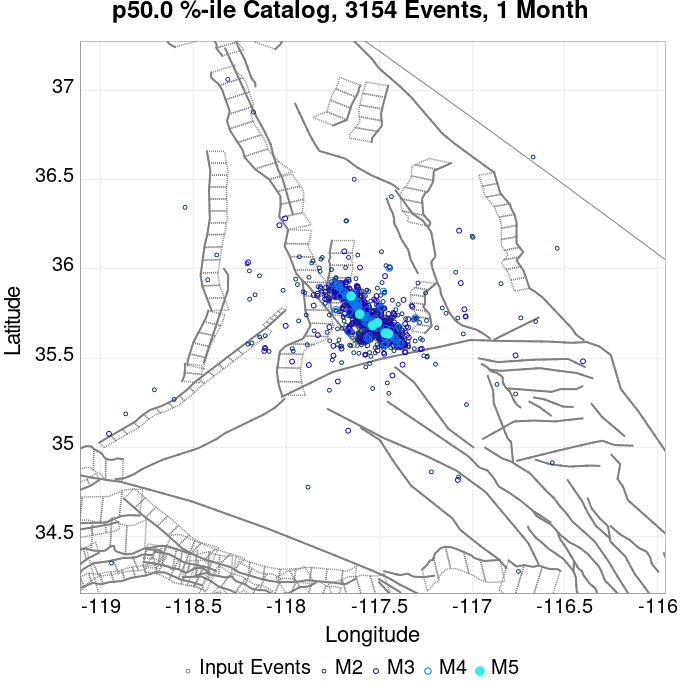 p50.0 %-ile Catalog, 3154 Events, 1 Month
37
36.5
36
35.5
35
34.5
Latitude
-119
-118.5
-118
-117.5
-117
-116.5
-116
Longitude
Input Events
M2
M3
M4
M5